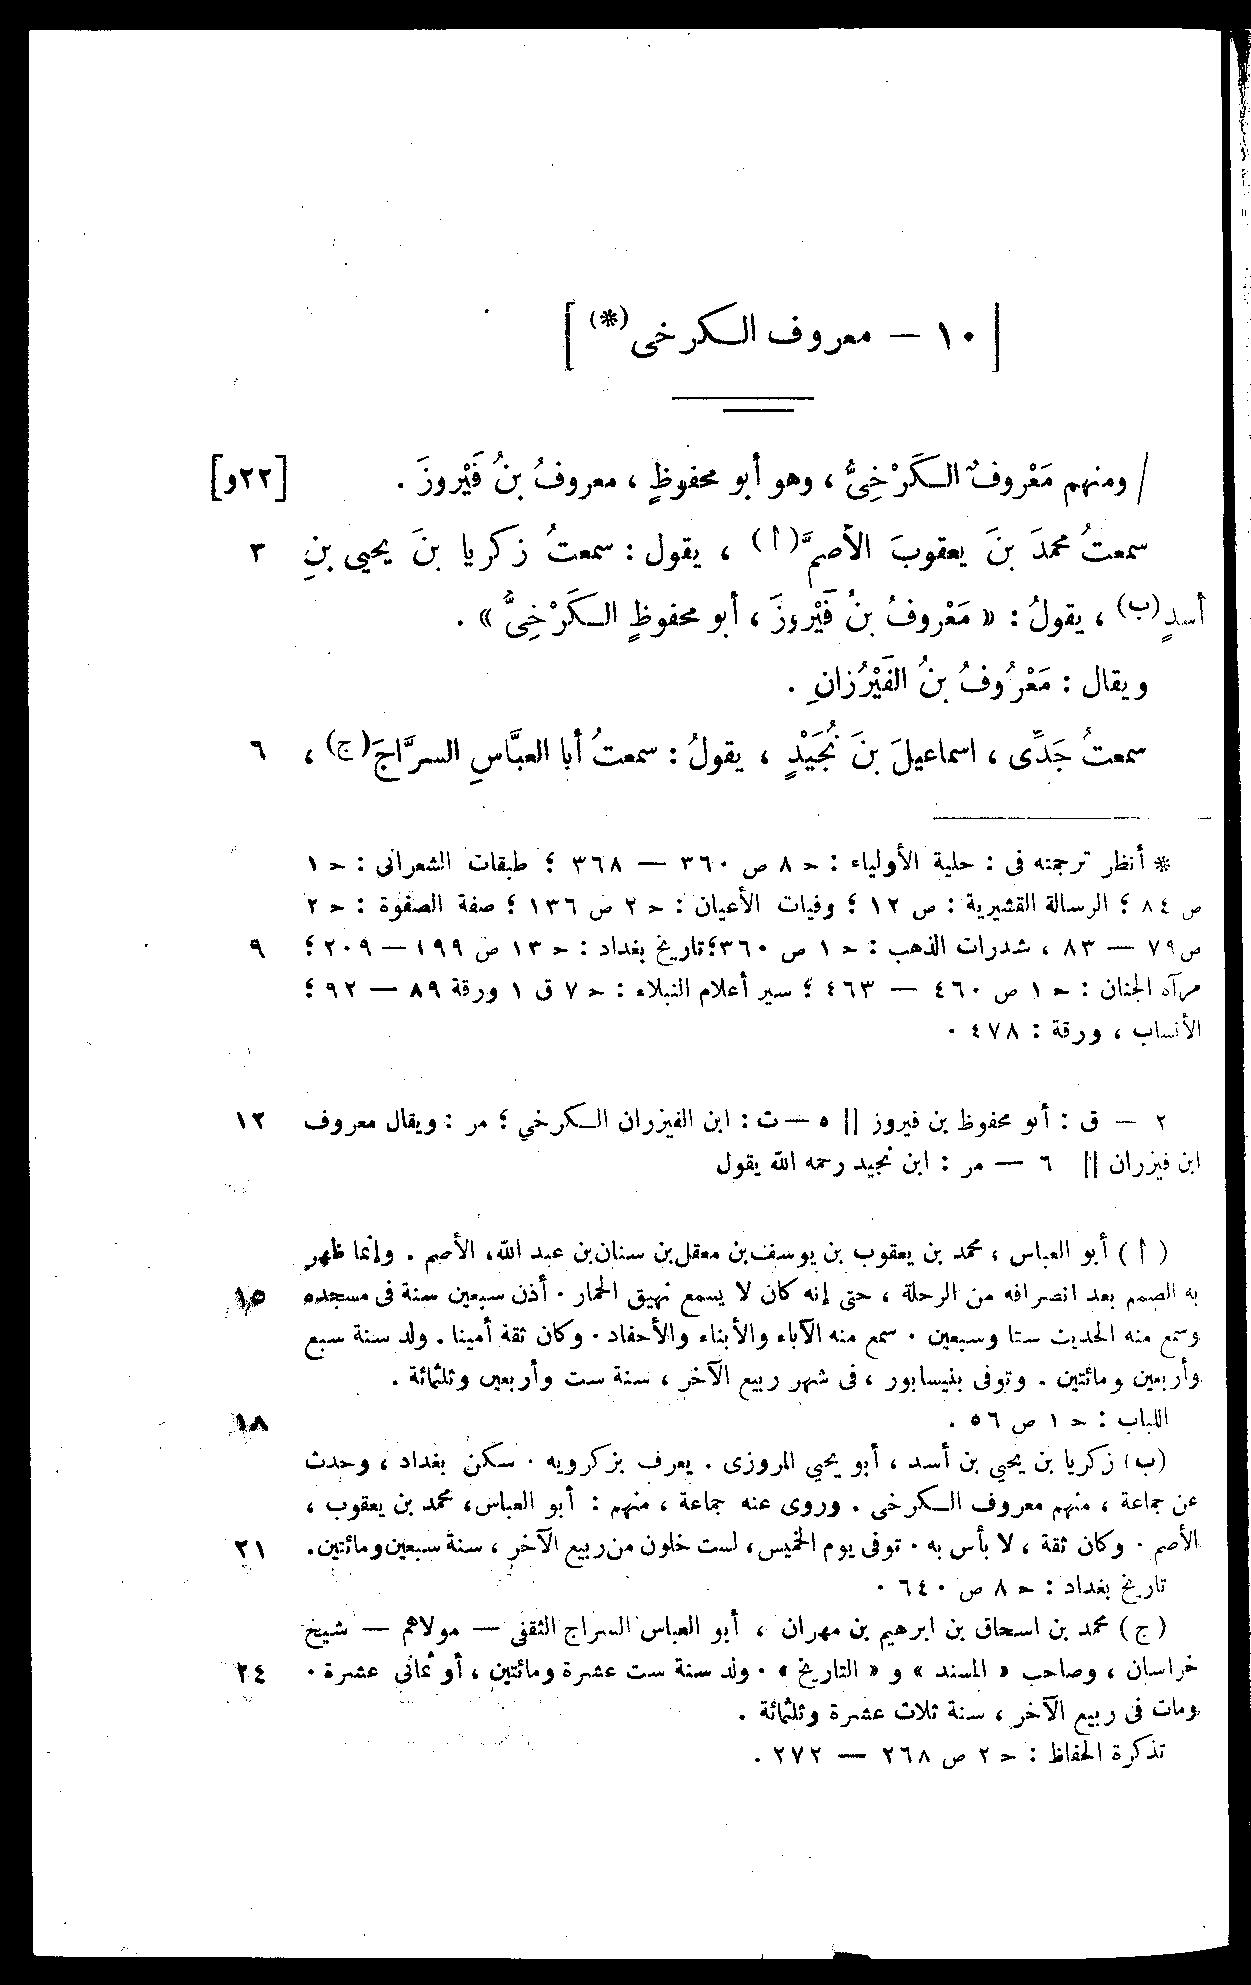 [ ١٠ — معروف الكرخى (*) ]
/ ومنهم مَعْروفٌ الكَرْخِىُّ ، وهو أبو محفوظٍ ، معروفُ بنُ فَيْروزَ . [٢٢و]
سمعتُ محمدَ بنَ يعقوبَ الأصمَّ (أ) ، يقول : سمعتُ زكريا بنَ يحيى بنِ ٣
أسدٍ (ب) ، يقولُ : « مَعْروفُ بنُ فَيْروزَ ، أبو محفوظٍ الكَرْخِىُّ » .
ويقال : مَعْرُوفُ بنُ الفَيْرُزانِ .
سمعتُ جَدِّى ، اسماعيلَ بنَ نُجَيْدٍ ، يقولُ : سمعتُ أبا العبَّاسِ السرَّاجَ (ج) ، ٦
* أنظر ترجمته فى : حلية الأولياء : ح ٨ ص ٣٦٠ — ٣٦٨ ؛ طبقات الشعرانى : ح ١
ص ٨٤ ؛ الرسالة القشيرية : ص ١٢ ؛ وفيات الأعيان : ح ٢ ص ١٣٦ ؛ صفة الصفوة : ح ٢
ص ٧٩ — ٨٣ ، شدرات الذهب : ح ١ ص ٣٦٠ ؛ تاريخ بغداد : ح ١٣ ص ١٩٩ — ٢٠٩ ؛ ٩
مرآه الجنان : ح ١ ص ٤٦٠ — ٤٦٣ ؛ سير أعلام النبلاء : ح ٧ ق ١ ورقة ٨٩ — ٩٢ ؛
الأنساب ، ورقة : ٤٧٨ .
٢ — ق : أبو محفوظ بن فيروز || ٥ — ت : ابن الفيزران الكرخي ؛ مر : ويقال معروف ١٢
ابن فيزران || ٦ — مر : ابن نجيد رحمه الله يقول
( أ ) أبو العباس ، محمد بن يعقوب بن يوسف بن معقل بن سنان بن عبد الله ، الأصم . وإنما ظهر
به الصمم بعد انصرافه من الرحلة ، حتى إنه كان لا يسمع نهيق الحمار . أذن سبعين سنة فى مسجده ١٥
وسمع منه الحديث ستا وسبعين . سمع منه الآباء والأبناء والأحفاد . وكان ثقة أمينا . ولد سنة سبع
وأربعين ومائتين . وتوفى بنيسابور ، فى شهر ربيع الآخر ، سنة ست وأربعين وثلثمائة .
اللباب : ح ١ ص ٥٦ . ١٨
(ب) زكريا بن يحيي بن أسد ، أبو يحيي المروزى . يعرف بزكرويه . سكن بغداد ، وحدث
عن جماعة ، منهم معروف الكرخى . وروى عنه جماعة ، منهم : أبو العباس ، محمد بن يعقوب ،
الأصم . وكان ثقة ، لا بأس به . توفى يوم الخميس ، لست خلون من ربيع الآخر ، سنة سبعين ومائتين . ٢١
تاريخ بغداد : ح ٨ ص ٦٤٠ .
(ج) محمد بن اسحاق بن ابرهيم بن مهران ، أبو العباس السراج الثقفى — مولاهم — شيخ
خراسان ، وصاحب « المسند » و « التاريخ » . ولد سنة ست عشرة ومائتين ، أو ثمانى عشرة . ٢٤
ومات فى ربيع الآخر ، سنة ثلاث عشرة وثلثمائة .
تذكرة الحفاظ : ح ٢ ص ٢٦٨ — ٢٧٢ .